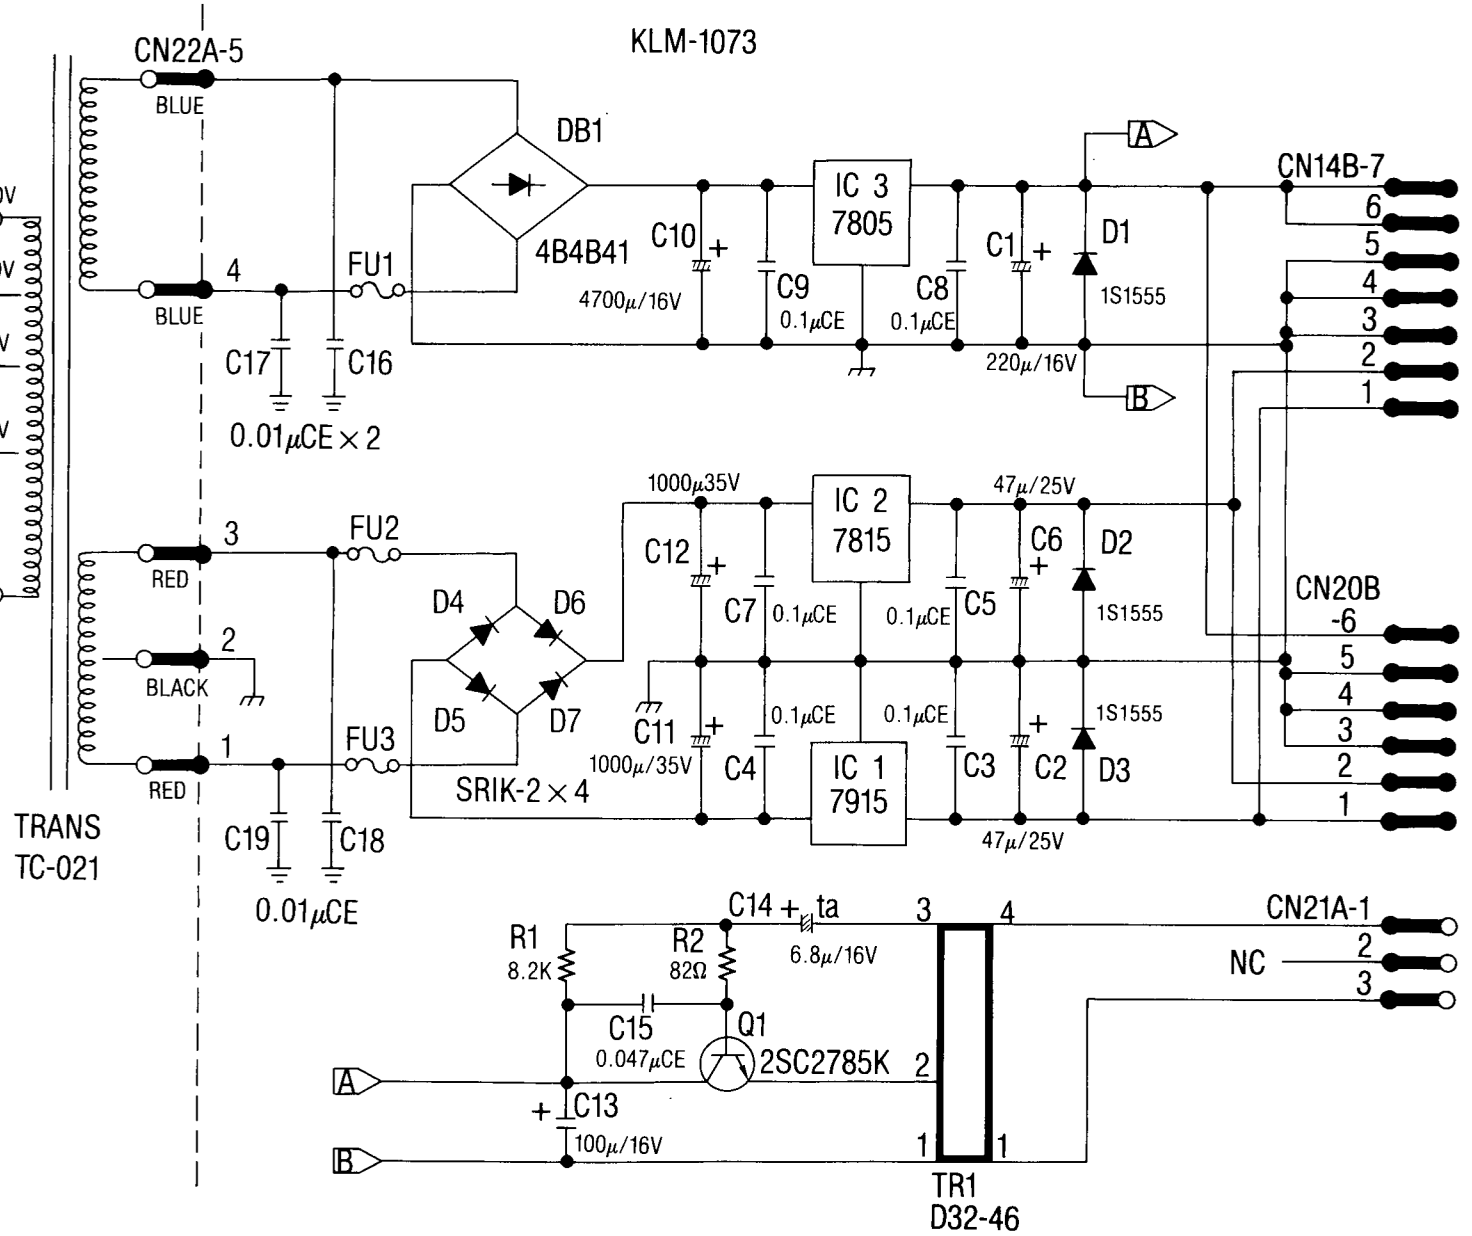 CN22A-5
KLM-1073
BLUE
DB1
A
CN14B-7
0V
IC 3
7805
6
C10
+
D1
5
4
FU1
4B4B41
C1
+
BLUE
4700μ/16V
C9
C8
1S1555
4
0.1μCE
0.1μCE
3
V
C17
C16
220μ/16V
2
B
1
0.01μCE×2
V
1000μ35V
IC 2
7815
47μ/25V
3
FU2
C12
+
C6
+
D2
RED
D4
D6
C7
0.1μCE
0.1μCE
C5
1S1555
CN20B
-6
2
5
BLACK
D5
D7
C11
+
0.1μCE
0.1μCE
+
1S1555
4
1
FU3
1000μ/35V
C4
IC 1
7915
C3
C2
D3
3
RED
SRIK-2×4
2
TRANS
TC-021
C19
C18
47μ/25V
1
0.01μCE
C14
+
ta
3
4
CN21A-1
R1
8.2K
R2
82Ω
6.8μ/16V
NC
2
3
C15
0.047μCE
Q1
2SC2785K
2
A
+
C13
100μ/16V
1
1
B
TR1
D32-46